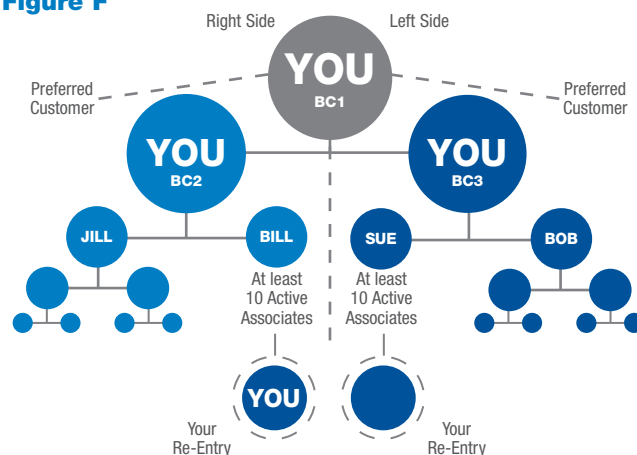 Figure F
Right Side
Left Side
YOU
BC1
Preferred
Customer
Preferred
Customer
YOU
BC2
YOU
BC3
JILL
BILL
SUE
BOB
At least
10 Active
Associates
At least
10 Active
Associates
YOU
Your
Re-Entry
Your
Re-Entry